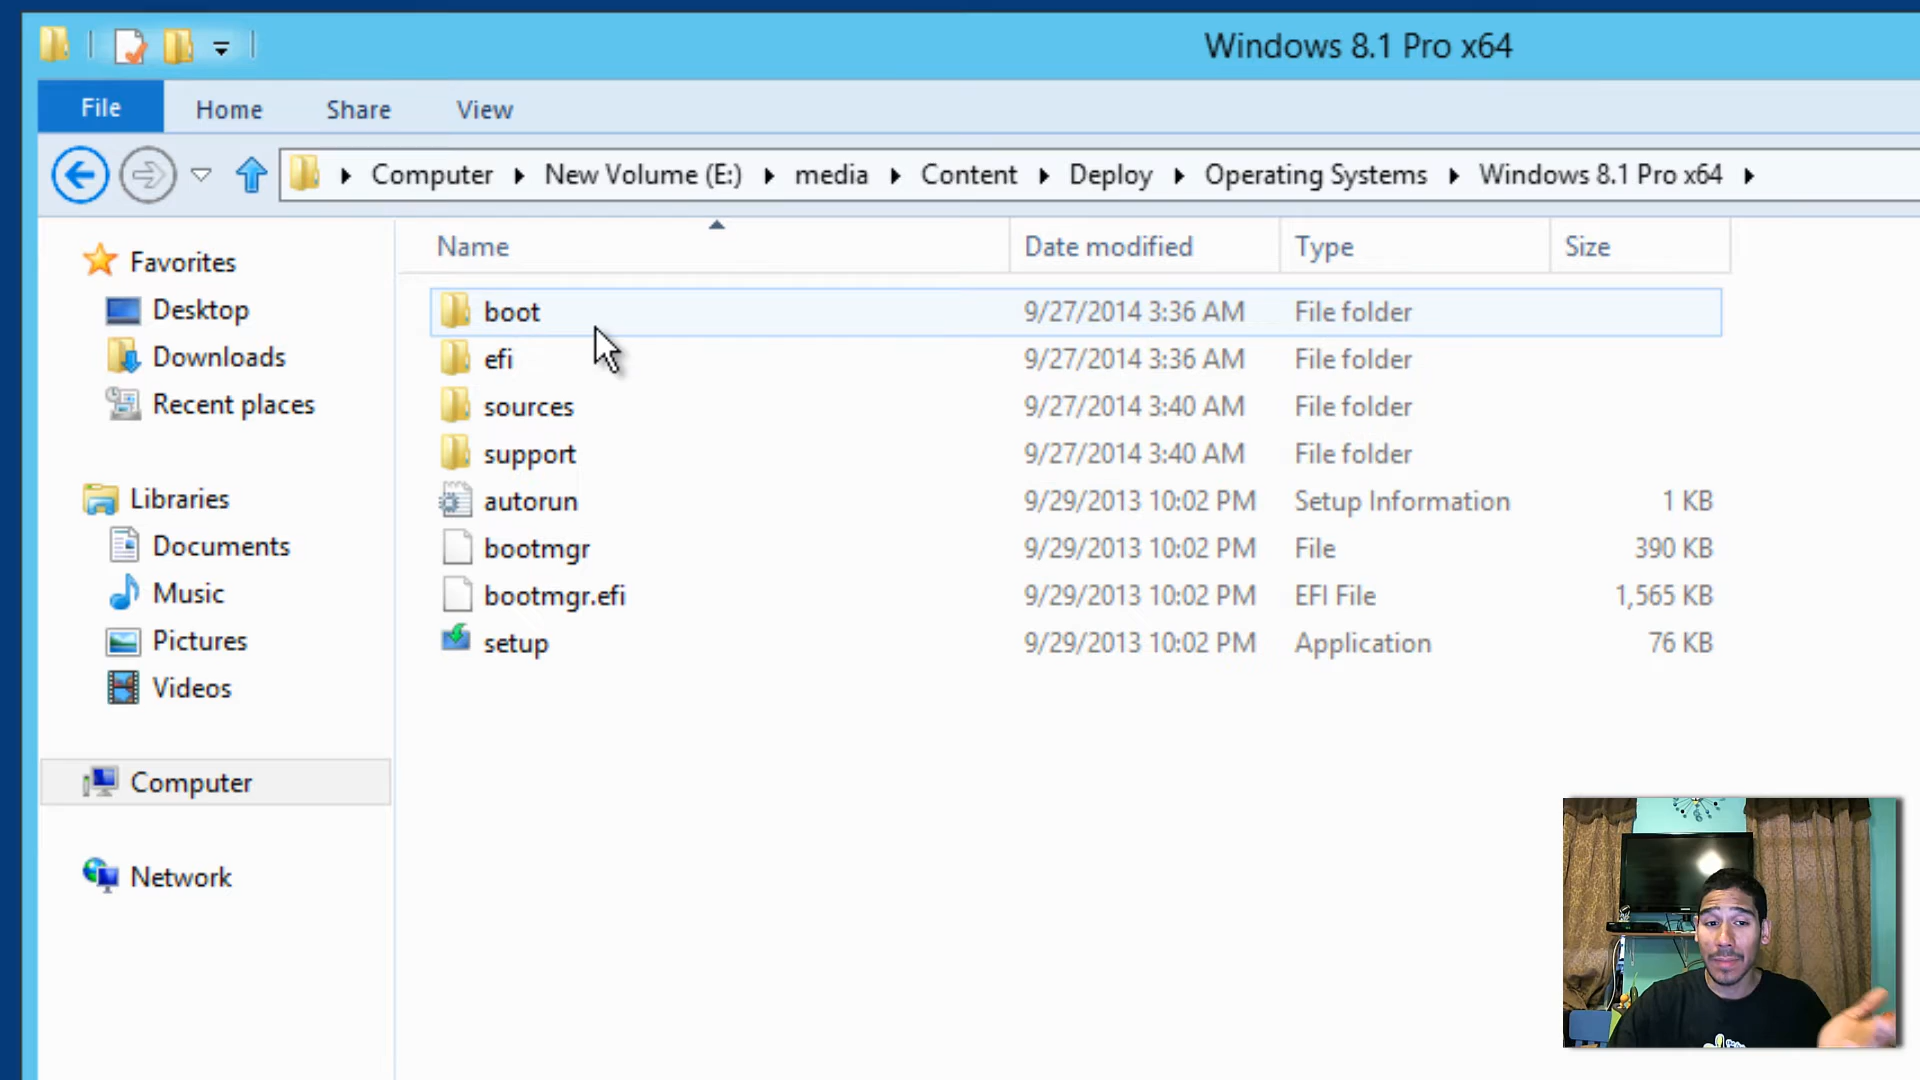 Windows 8.1 Pro x64
File Home Share View
Computer New Volume (E:) media Content Deploy Operating Systems Windows 8.1 Pro x64
Name Date modified Type Size
Favorites
Desktop
Downloads
Recent places
Libraries
Documents
Music
Pictures
Videos
Computer
Network
boot 9/27/2014 3:36 AM File folder
efi 9/27/2014 3:36 AM File folder
sources 9/27/2014 3:40 AM File folder
support 9/27/2014 3:40 AM File folder
autorun 9/29/2013 10:02 PM Setup Information 1 KB
bootmgr 9/29/2013 10:02 PM File 390 KB
bootmgr.efi 9/29/2013 10:02 PM EFI File 1,565 KB
setup 9/29/2013 10:02 PM Application 76 KB